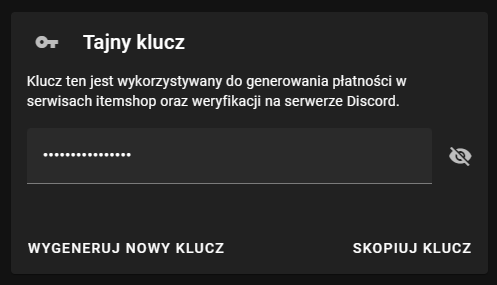 Tajny klucz
Klucz ten jest wykorzystywany do generowania płatności w
serwisach itemshop oraz weryfikacji na serwerze Discord.
••••••••••••••••
WYGENERUJ NOWY KLUCZ
SKOPIUJ KLUCZ